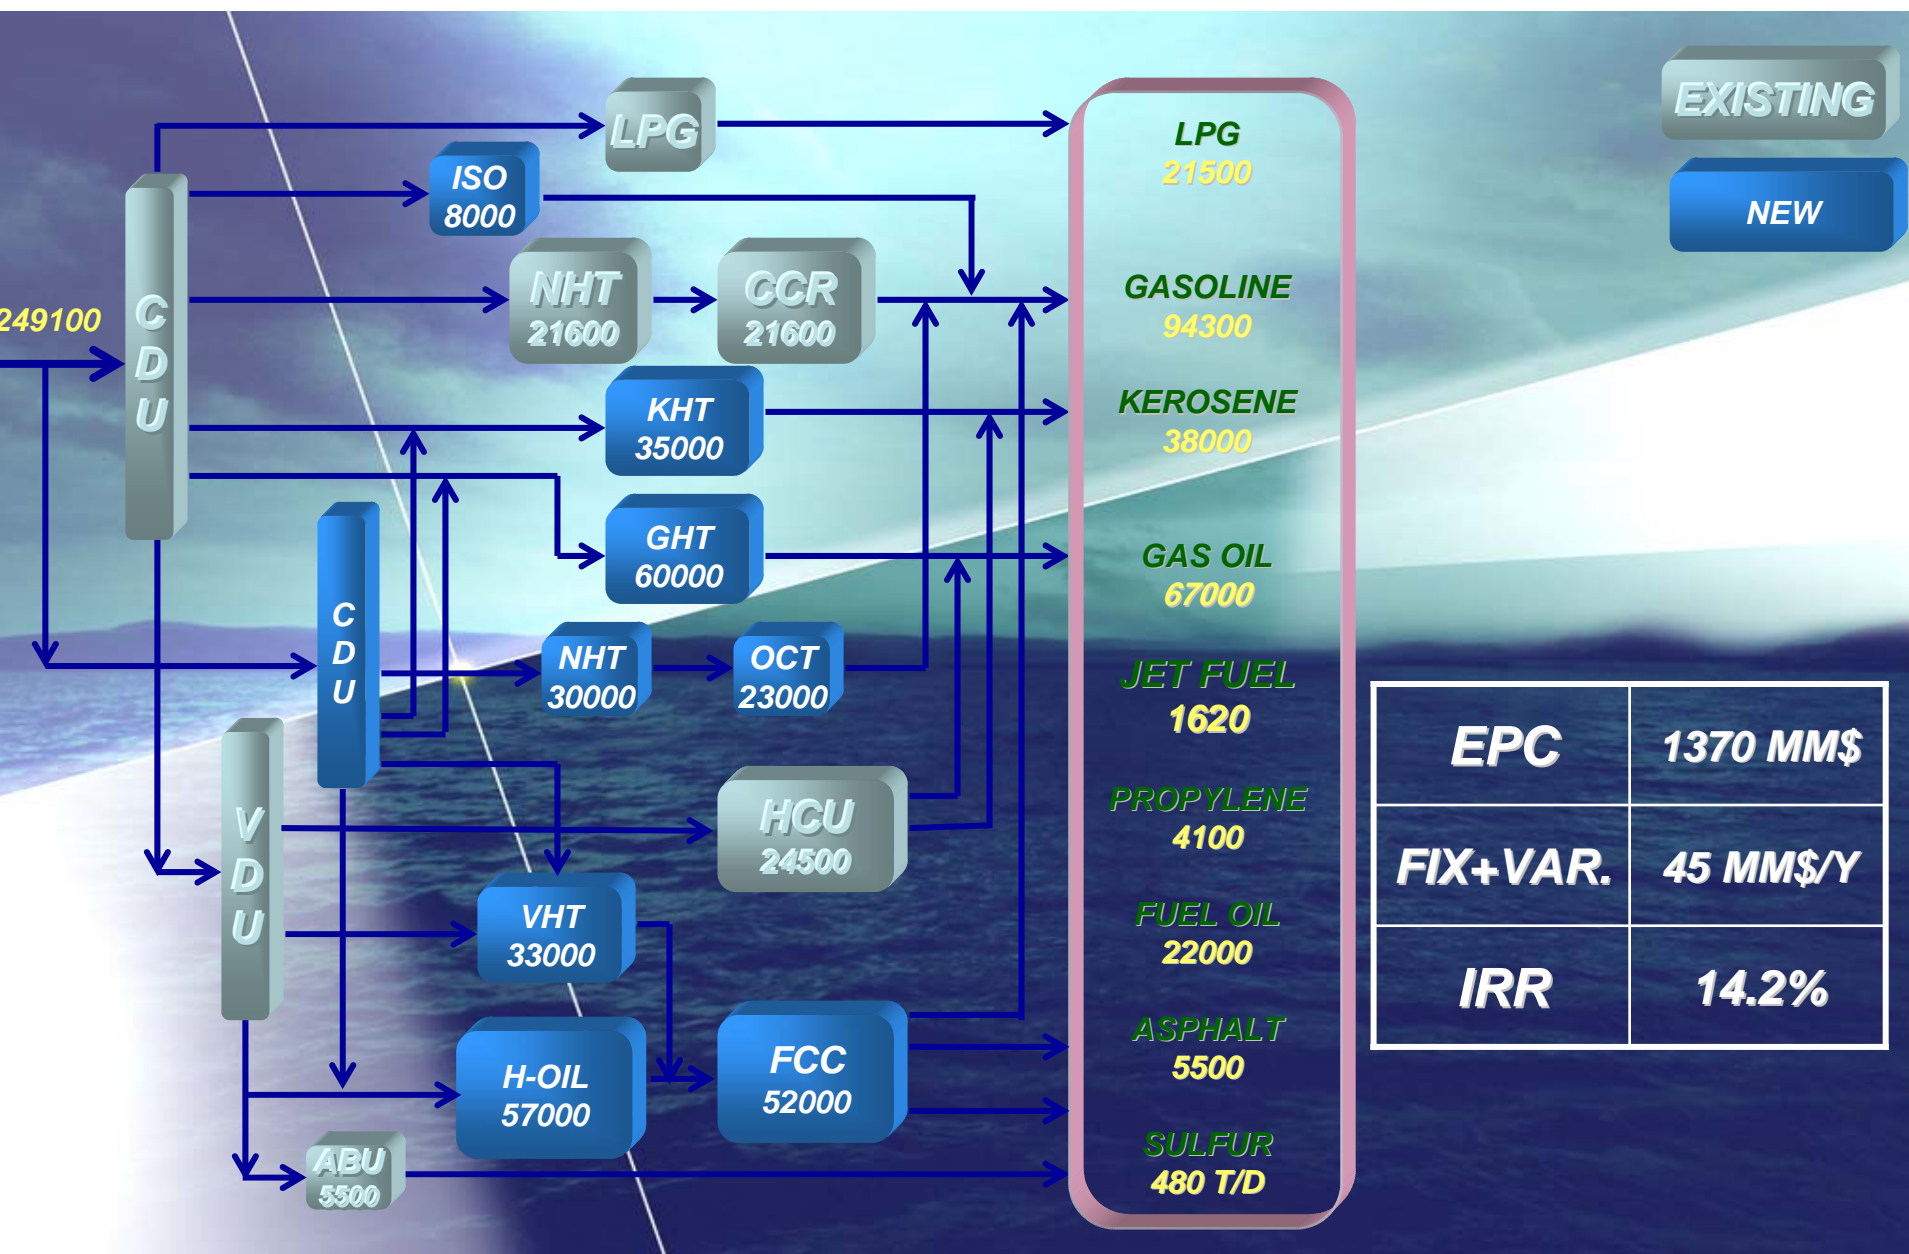 EXISTING
NEW
LPG
ISO
8000
NHT
21600
CCR
21600
249100
C
D
U
KHT
35000
GHT
60000
C
D
U
NHT
30000
OCT
23000
V
D
U
HCU
24500
VHT
33000
H-OIL
57000
FCC
52000
ABU
5500
LPG
21500
GASOLINE
94300
KEROSENE
38000
GAS OIL
67000
JET FUEL
1620
PROPYLENE
4100
FUEL OIL
22000
ASPHALT
5500
SULFUR
480 T/D
EPC 1370 MM$
FIX+VAR. 45 MM$/Y
IRR 14.2%